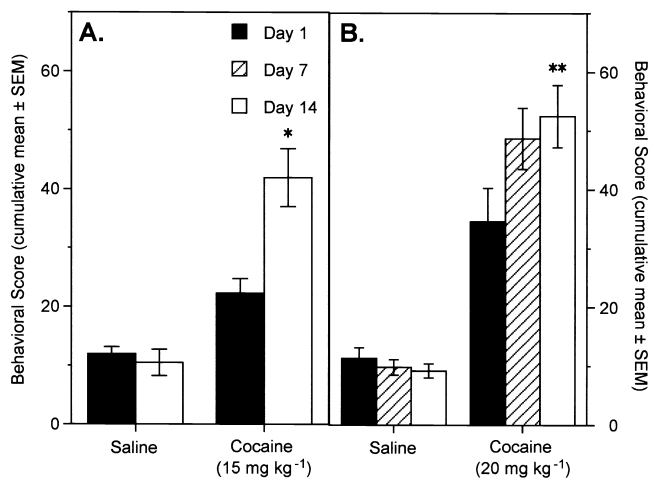 A.
Day 1
Day 7
Day 14
B.
*
**
Behavioral Score (cumulative mean ± SEM)
60
40
20
0
Saline
Cocaine
(15 mg kg⁻¹)
Saline
Cocaine
(20 mg kg⁻¹)
60
40
20
0
Behavioral Score (cumulative mean ± SEM)